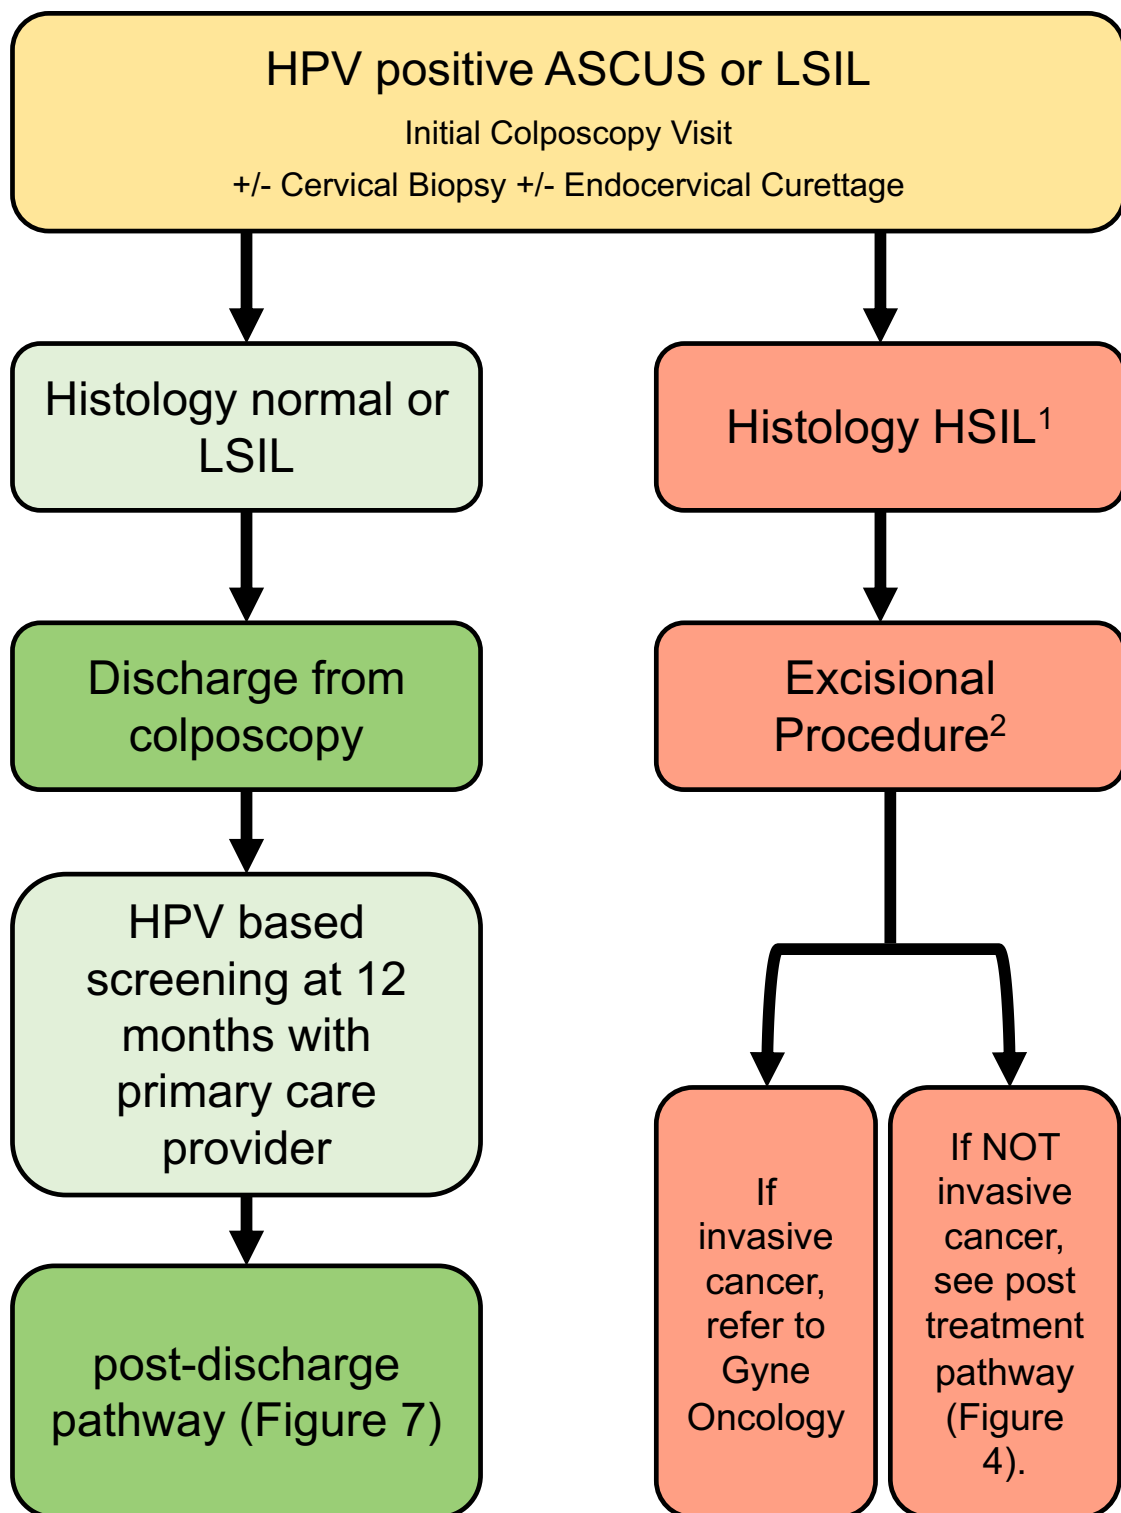 HPV positive ASCUS or LSIL
Initial Colposcopy Visit
+/- Cervical Biopsy +/- Endocervical Curettage
Histology normal or
LSIL
Histology HSIL¹
Discharge from
colposcopy
Excisional
Procedure²
HPV based
screening at 12
months with
primary care
provider
If
invasive
cancer,
refer to
Gyne
Oncology
If NOT
invasive
cancer,
see post
treatment
pathway
(Figure
4).
post-discharge
pathway (Figure 7)